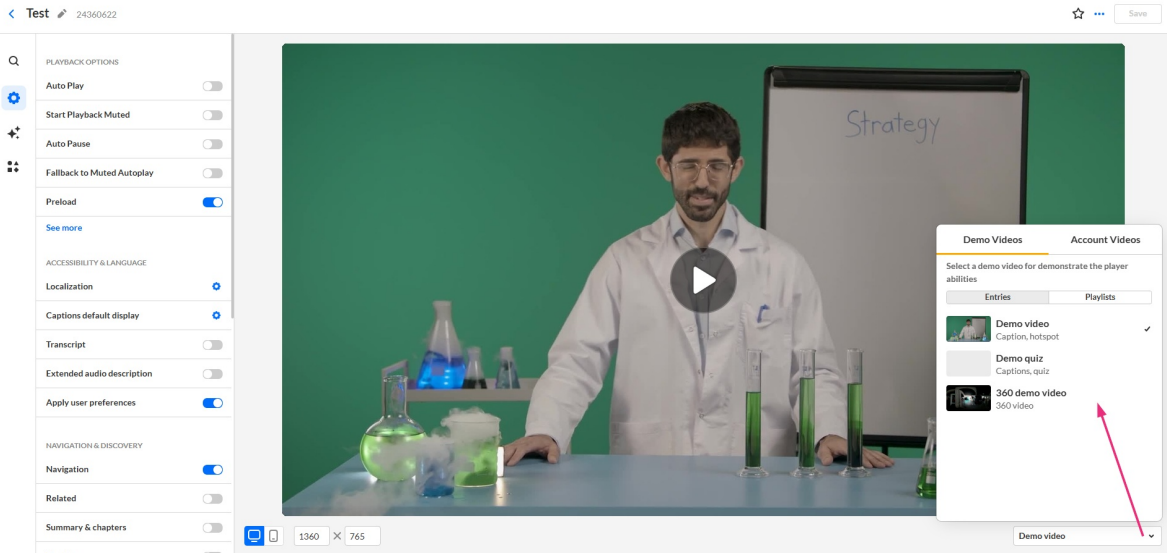 Test
24360622
Save
PLAYBACK OPTIONS
Auto Play
Start Playback Muted
Auto Pause
Fallback to Muted Autoplay
Preload
See more
ACCESSIBILITY & LANGUAGE
Localization
Captions default display
Transcript
Extended audio description
Apply user preferences
NAVIGATION & DISCOVERY
Navigation
Related
Summary & chapters
Strategy
Demo Videos
Account Videos
Select a demo video for demonstrate the player
abilities
Entries
Playlists
Demo video
Caption, hotspot
Demo quiz
Captions, quiz
360 demo video
360 video
1360
765
Demo video